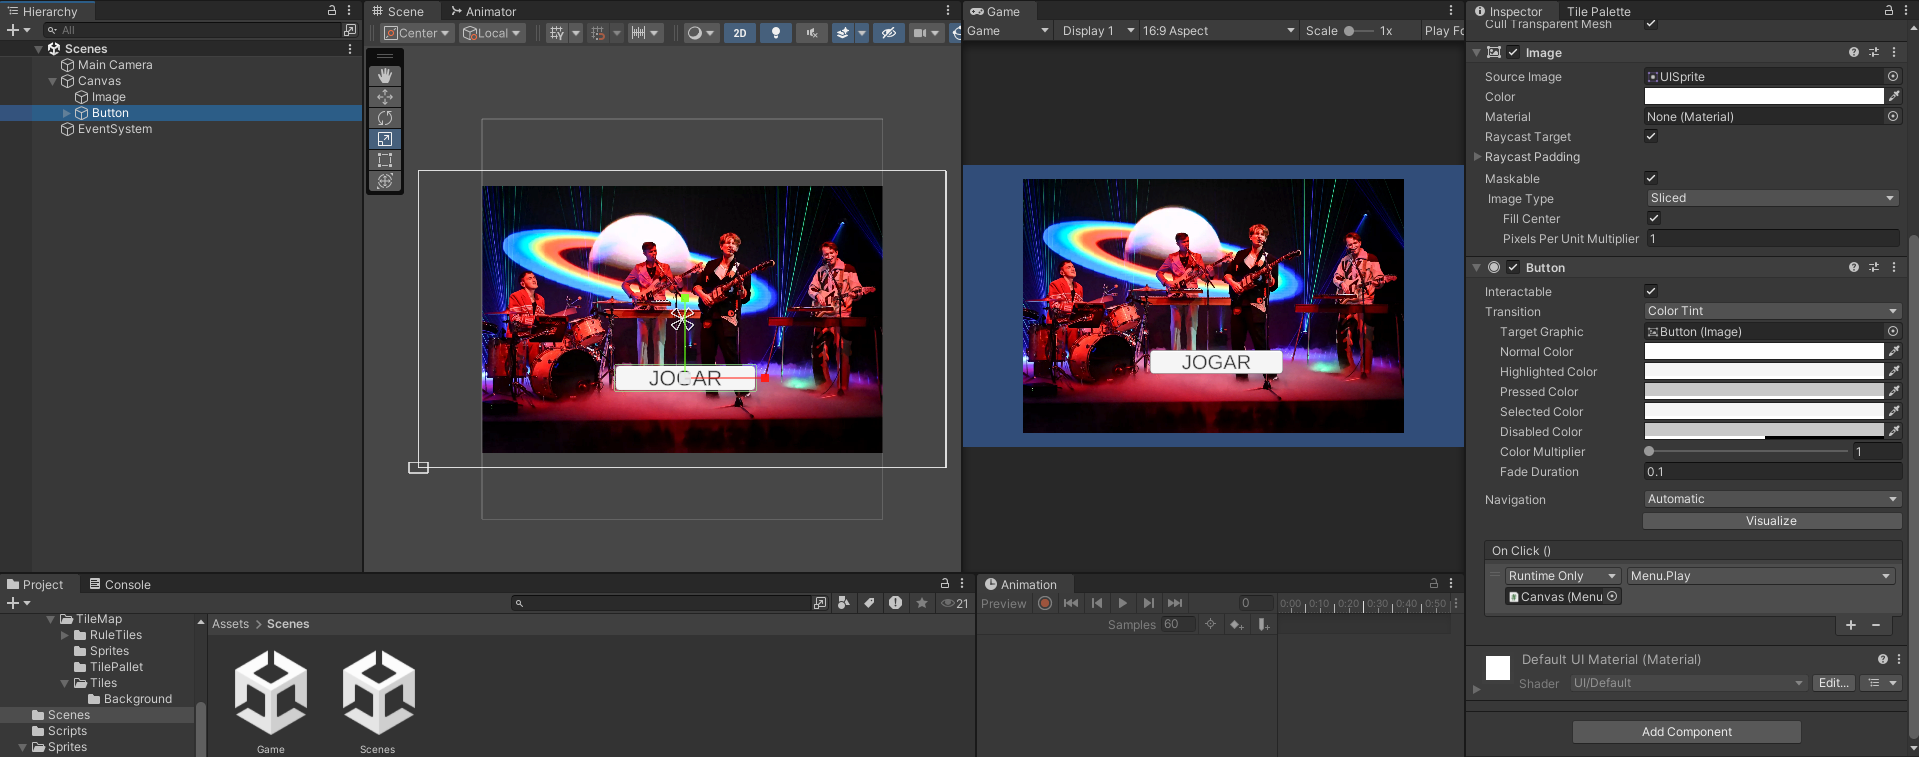 Hierarchy
All
Scenes
Main Camera
Canvas
Image
Button
EventSystem
Scene
Animator
Center
Local
2D
JOGAR
Game
Game
Display 1
16:9 Aspect
Scale
1x
Play Fo
JOGAR
Inspector
Tile Palette
Cull Transparent Mesh
Image
Source Image
UISprite
Color
Material
None (Material)
Raycast Target
Raycast Padding
Maskable
Image Type
Sliced
Fill Center
Pixels Per Unit Multiplier
1
Button
Interactable
Transition
Color Tint
Target Graphic
Button (Image)
Normal Color
Highlighted Color
Pressed Color
Selected Color
Disabled Color
Color Multiplier
1
Fade Duration
0.1
Navigation
Automatic
Visualize
On Click ()
Runtime Only
Menu.Play
Canvas (Menu
Default UI Material (Material)
Shader
UI/Default
Edit...
Add Component
Project
Console
21
TileMap
RuleTiles
Sprites
TilePallet
Tiles
Background
Scenes
Scripts
Sprites
Assets > Scenes
Game
Scenes
Animation
Preview
0
0:00
0:10
0:20
0:30
0:40
0:50
Samples
60